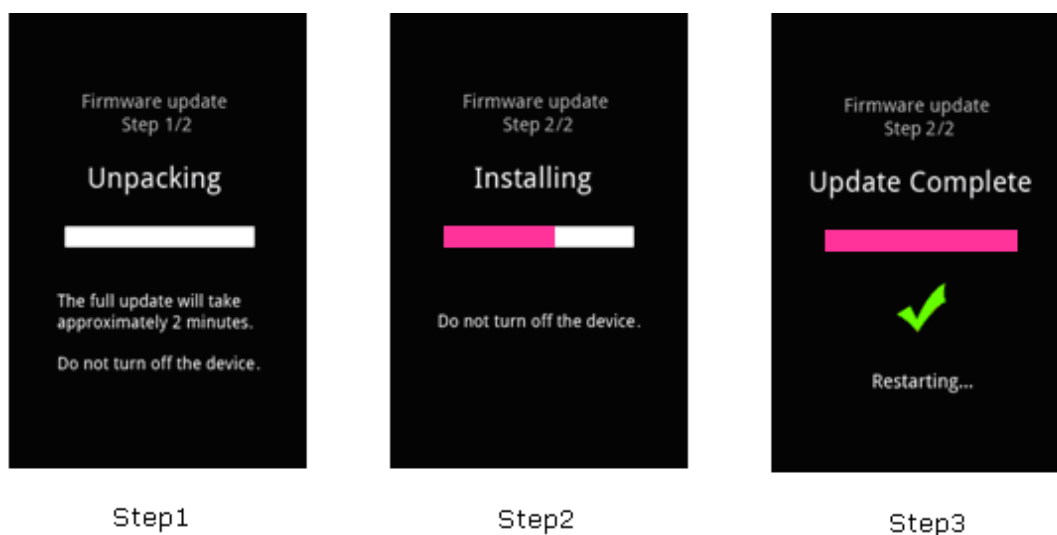 Firmware update
Step 1/2
Unpacking
The full update will take
approximately 2 minutes.
Do not turn off the device.
Step1
Firmware update
Step 2/2
Installing
Do not turn off the device.
Step2
Firmware update
Step 2/2
Update Complete
Restarting...
Step3